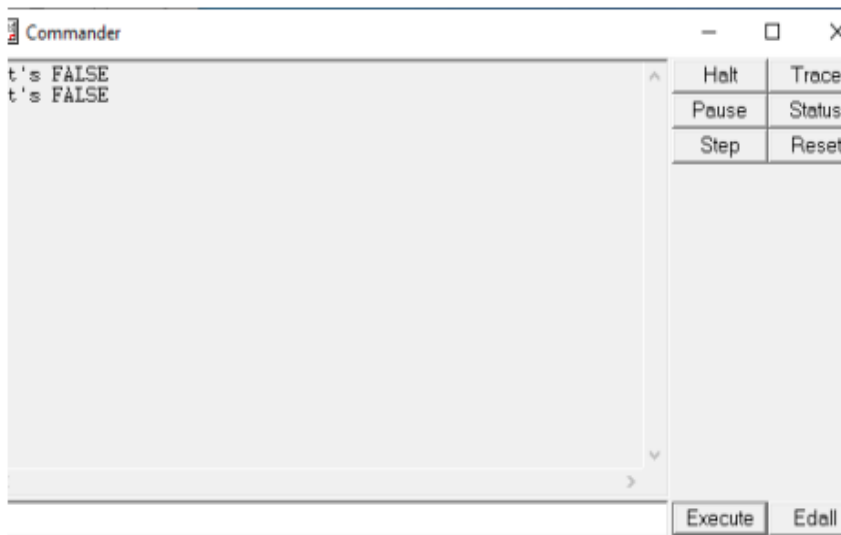 Commander
t's FALSE
t's FALSE
Halt Trace
Pause Status
Step Reset
Execute Edall